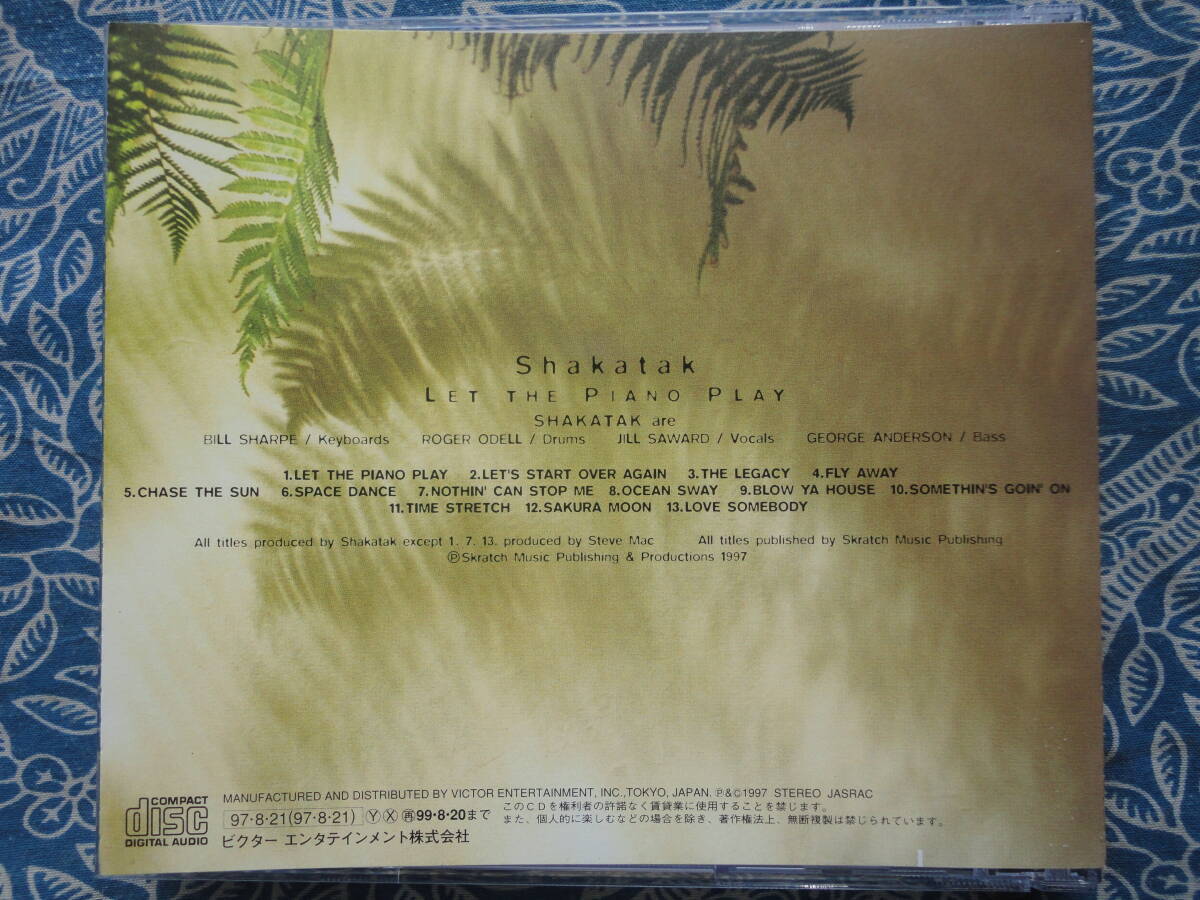 Shakatak
LET THE PIANO PLAY
SHAKATAK are
BILL SHARPE / Keyboards ROGER ODELL / Drums JILL SAWARD / Vocals GEORGE ANDERSON / Bass
1.LET THE PIANO PLAY 2.LET'S START OVER AGAIN 3.THE LEGACY 4.FLY AWAY
5.CHASE THE SUN 6.SPACE DANCE 7.NOTHIN' CAN STOP ME 8.OCEAN SWAY 9.BLOW YA HOUSE 10.SOMETHIN'S GOIN' ON
11.TIME STRETCH 12.SAKURA MOON 13.LOVE SOMEBODY
All titles produced by Shakatak except 1. 7. 13. produced by Steve Mac All titles published by Skratch Music Publishing
ⓅSkratch Music Publishing & Productions 1997
COMPACT
disc
DIGITAL AUDIO
MANUFACTURED AND DISTRIBUTED BY VICTOR ENTERTAINMENT, INC.,TOKYO, JAPAN. Ⓟ&©1997 STEREO JASRAC
97・8・21(97・8・21) Ⓨ Ⓧ ㊢99・8・20まで
このCDを権利者の許諾なく賃貸業に使用することを禁じます。
また、個人的に楽しむなどの場合を除き、著作権法上、無断複製は禁じられています。
ビクター エンタテインメント株式会社